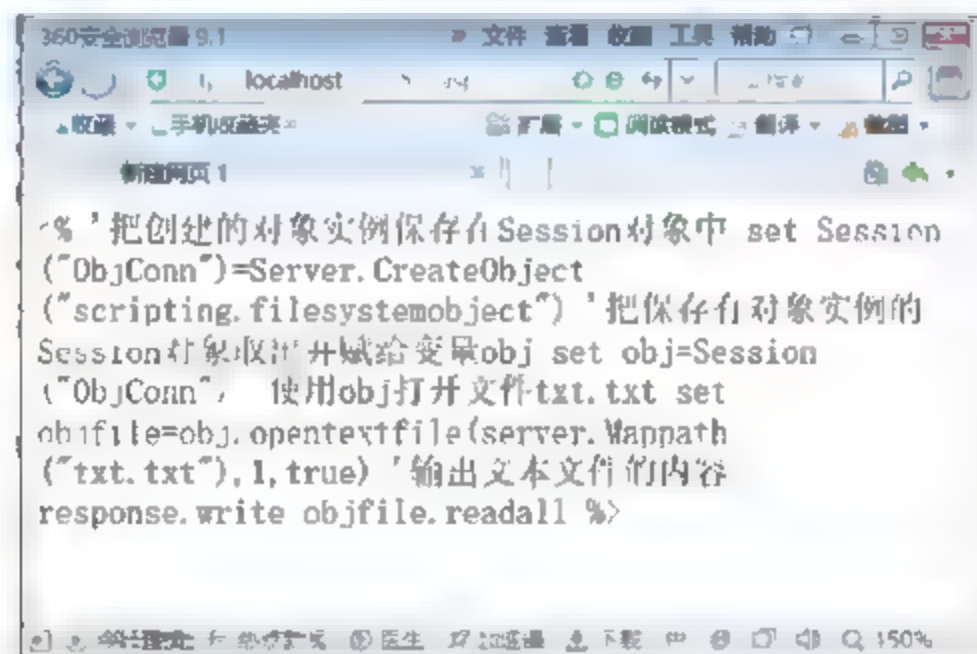 360安全浏览器 9.1 » 文件 查看 收藏 工具 帮助
localhost
收藏 手机收藏夹 扩展 阅读模式 翻译 截图
新建网页 1
<% '把创建的对象实例保存在Session对象中 set Session
("ObjConn")=Server.CreateObject
("scripting.filesystemobject") '把保存有对象实例的
Session对象取出并赋给变量obj set obj=Session
("ObjConn") 使用obj打开文件txt.txt set
objfile=obj.opentextfile(server.Mappath
("txt.txt"),1,true) '输出文本文件的内容
response.write objfile.readall %>
医生 加速器 下载 150%